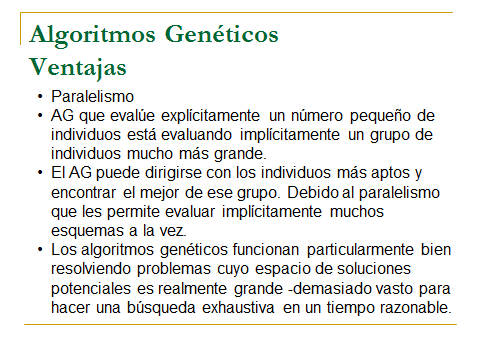 Algoritmos Genéticos
Ventajas
• Paralelismo
• AG que evalúe explícitamente un número pequeño de
individuos está evaluando implícitamente un grupo de
individuos mucho más grande.
• El AG puede dirigirse con los individuos más aptos y
encontrar el mejor de ese grupo. Debido al paralelismo
que les permite evaluar implícitamente muchos
esquemas a la vez.
• Los algoritmos genéticos funcionan particularmente bien
resolviendo problemas cuyo espacio de soluciones
potenciales es realmente grande -demasiado vasto para
hacer una búsqueda exhaustiva en un tiempo razonable.